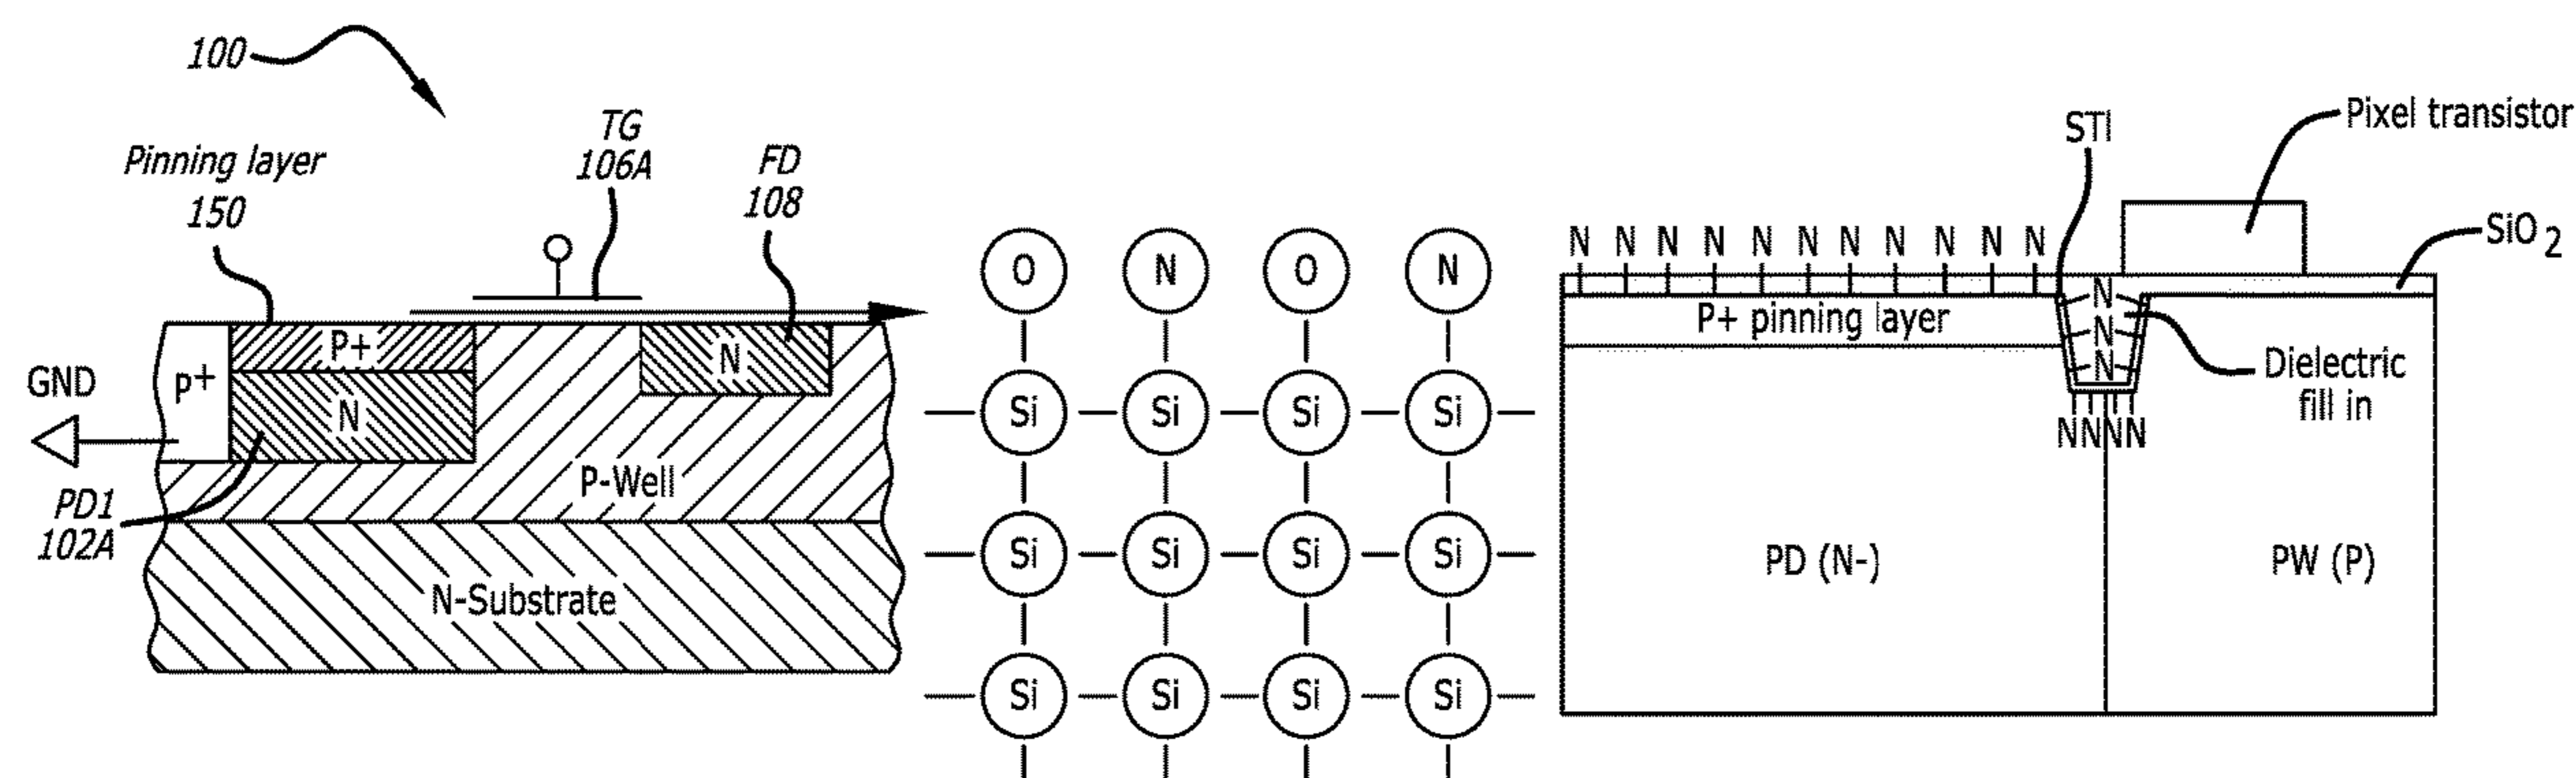 100
Pinning layer
150
TG
106A
FD
108
GND
p+
P+
N
N
P-Well
PD1
102A
N-Substrate
O N O N
Si Si Si Si
Si Si Si Si
Si Si Si Si
STI
Pixel transistor
SiO2
N N N N N N N N N N N
P+ pinning layer
N
N
N
Dielectric
fill in
NNNN
PD (N-)
PW (P)